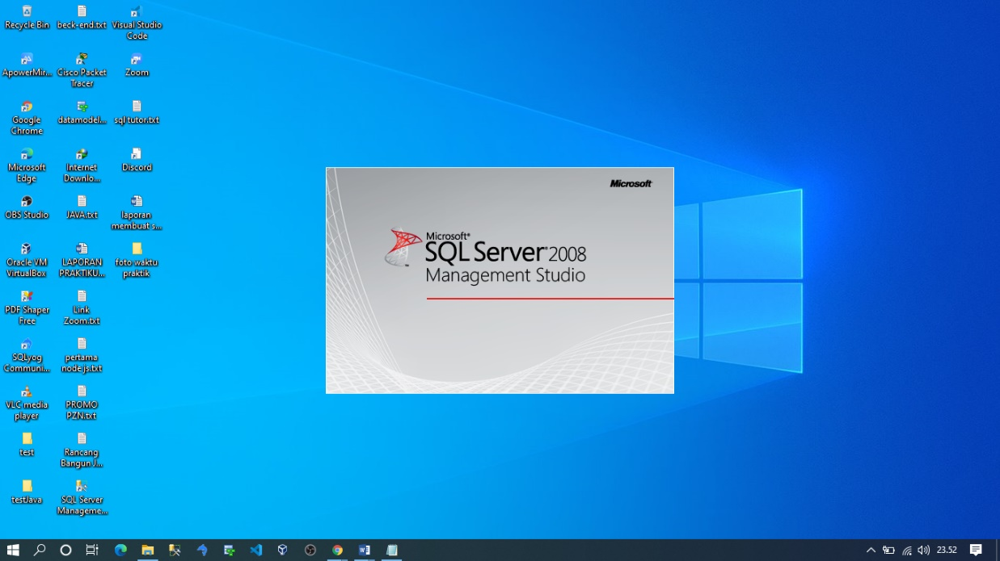 Recycle Bin
beck-end.txt
Visual Studio
Code
ApowerMir...
Cisco Packet
Tracer
Zoom
Google
Chrome
datamodel...
sql tutor.txt
Microsoft
Edge
Internet
Downlo...
Discord
OBS Studio
JAVA.txt
laporan
membuat s...
Oracle VM
VirtualBox
LAPORAN
PRAKTIKU...
foto waktu
praktik
PDF Shaper
Free
Link
Zoom.txt
SQLyog
Communi...
pertama
node js.txt
VLC media
player
PROMO
PZN.txt
test
Rancang
Bangun J...
testJava
SQL Server
Manageme...
Microsoft
Microsoft®
SQL Server® 2008
Management Studio
23.52